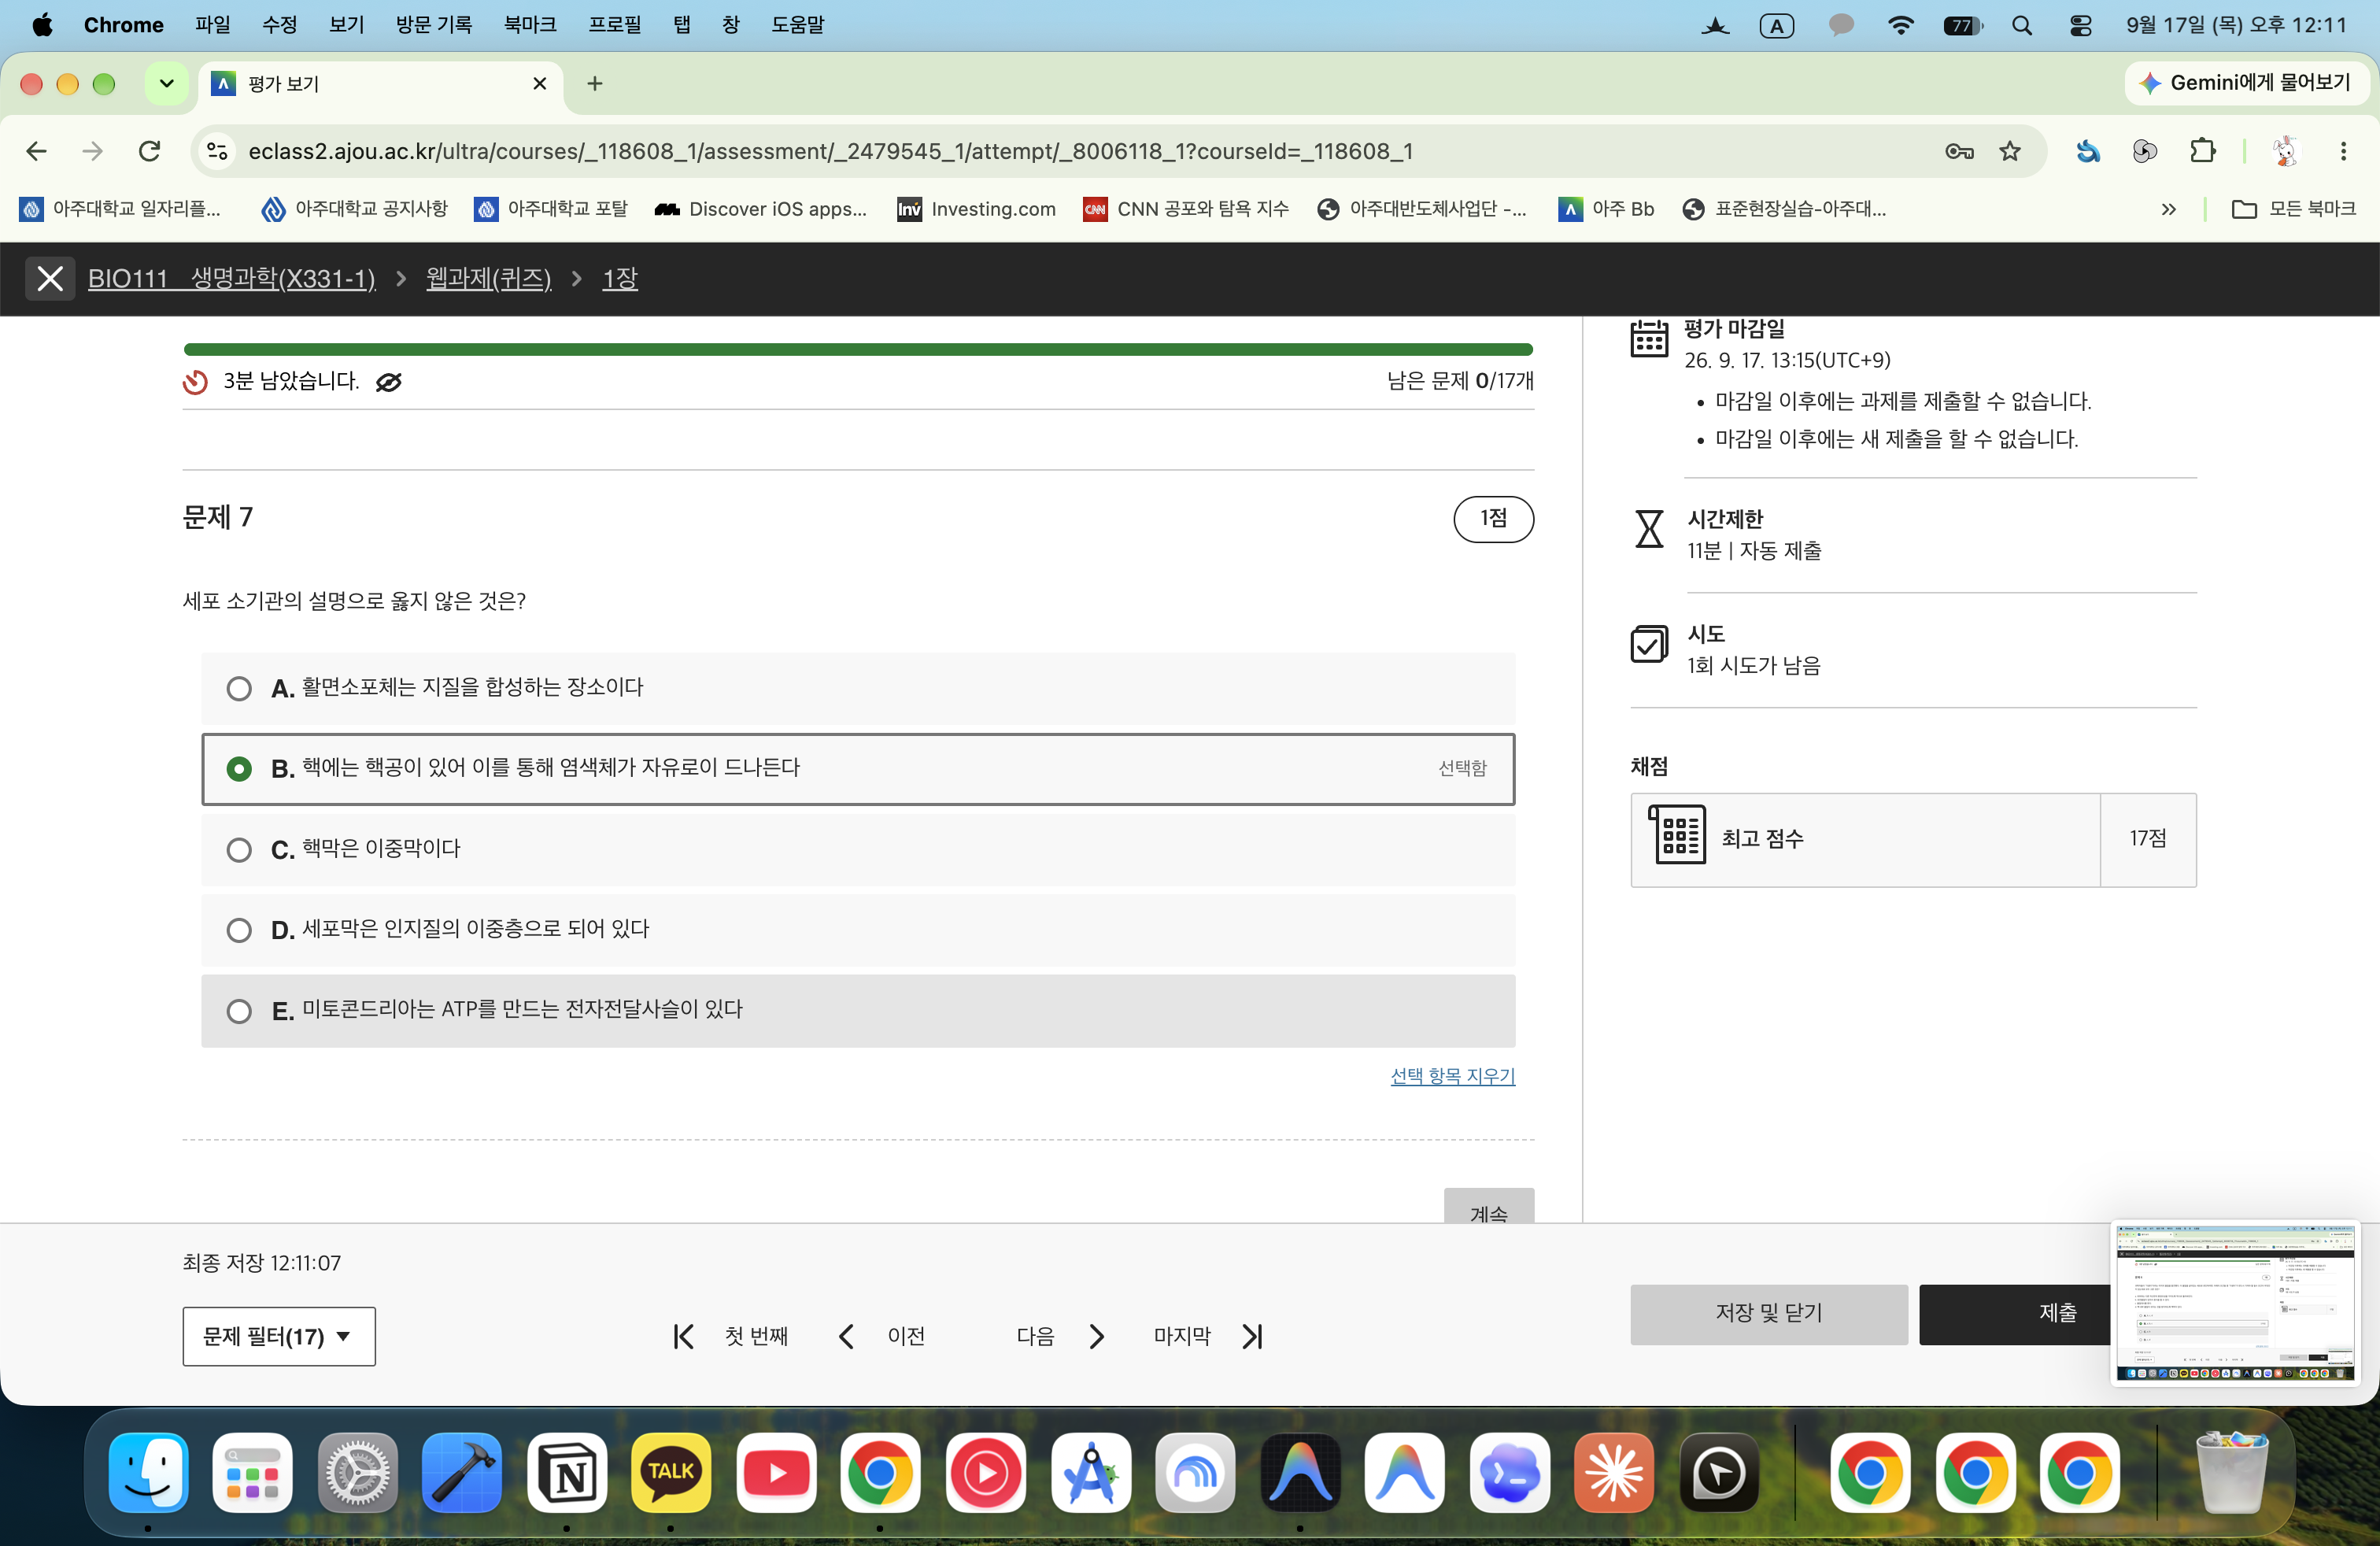 Chrome 파일 수정 보기 방문 기록 북마크 프로필 탭 창 도움말 A 77 9월 17일 (목) 오후 12:11
평가 보기 Gemini에게 물어보기
eclass2.ajou.ac.kr/ultra/courses/_118608_1/assessment/_2479545_1/attempt/_8006118_1?courseId=_118608_1
아주대학교 일자리플... 아주대학교 공지사항 아주대학교 포탈 Discover iOS apps... Inv Investing.com CNN CNN 공포와 탐욕 지수 아주대반도체사업단 -... 아주 Bb 표준현장실습-아주대... 모든 북마크
BIO111 생명과학(X331-1) 웹과제(퀴즈) 1장
3분 남았습니다. 남은 문제 0/17개
문제 7 1점
세포 소기관의 설명으로 옳지 않은 것은?
A. 활면소포체는 지질을 합성하는 장소이다
B. 핵에는 핵공이 있어 이를 통해 염색체가 자유로이 드나든다 선택함
C. 핵막은 이중막이다
D. 세포막은 인지질의 이중층으로 되어 있다
E. 미토콘드리아는 ATP를 만드는 전자전달사슬이 있다
선택 항목 지우기
계속
평가 마감일
26. 9. 17. 13:15(UTC+9)
마감일 이후에는 과제를 제출할 수 없습니다.
마감일 이후에는 새 제출을 할 수 없습니다.
시간제한
11분 | 자동 제출
시도
1회 시도가 남음
채점
최고 점수 17점
최종 저장 12:11:07
문제 필터(17) 첫 번째 이전 다음 마지막 저장 및 닫기 제출
TALK